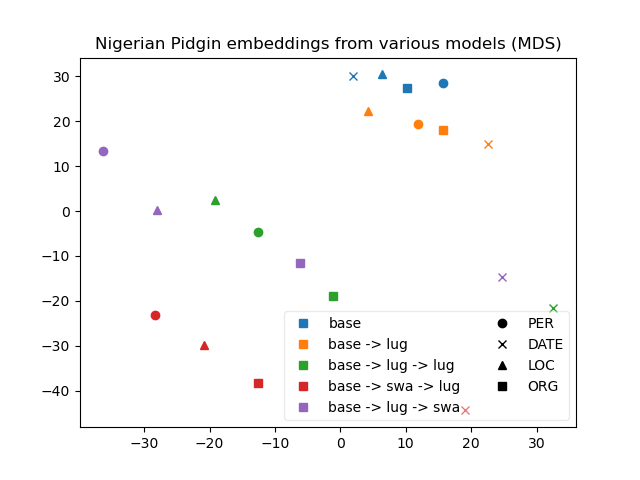 Nigerian Pidgin embeddings from various models (MDS)
30
20
10
0
−10
−20
−30
−40
base
base -> lug
base -> lug -> lug
base -> swa -> lug
base -> lug -> swa
PER
DATE
LOC
ORG
−30
−20
−10
0
10
20
30